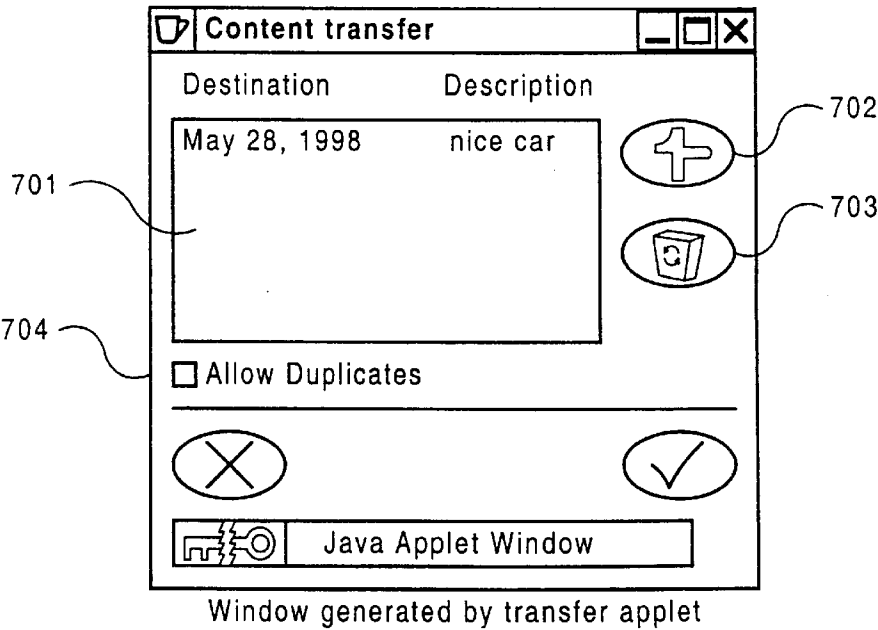 Content transfer
Destination Description
702
May 28, 1998 nice car
701
703
704
Allow Duplicates
Java Applet Window
Window generated by transfer applet